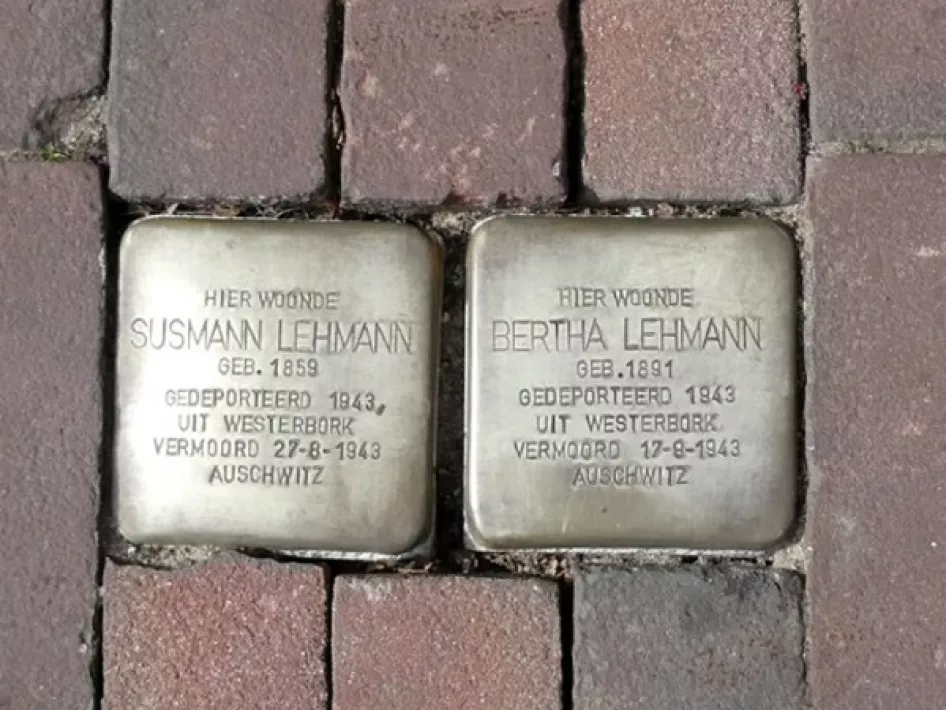 HIER WOONDE
SUSMANN LEHMANN
GEB. 1859
GEDEPORTEERD 1943
UIT WESTERBORK
VERMOORD 27-8-1943
AUSCHWITZ
HIER WOONDE
BERTHA LEHMANN
GEB. 1891
GEDEPORTEERD 1943
UIT WESTERBORK
VERMOORD 17-9-1943
AUSCHWITZ